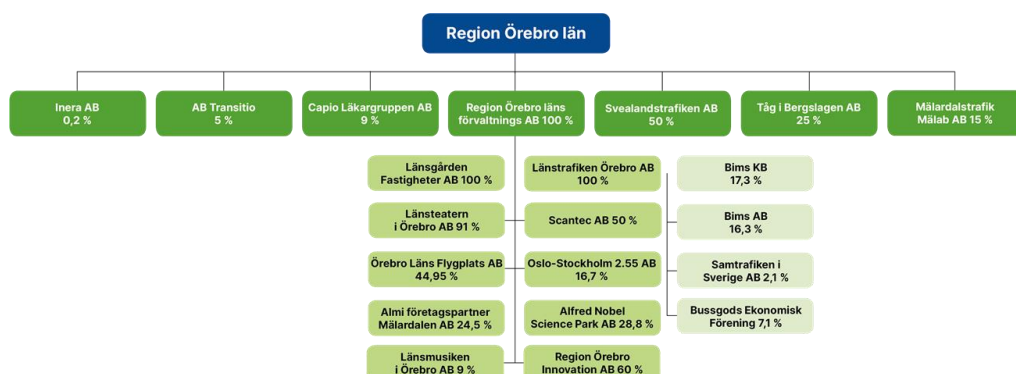 Region Örebro län
Inera AB
0,2 %
AB Transitio
5 %
Capio Läkargruppen AB
9 %
Region Örebro läns
förvaltnings AB 100 %
Svealandstrafiken AB
50 %
Tåg i Bergslagen AB
25 %
Mälardalstrafik
Mälab AB 15 %
Länsgården
Fastigheter AB 100 %
Länstrafiken Örebro AB
100 %
Bims KB
17,3 %
Länsteatern
i Örebro AB 91 %
Scantec AB 50 %
Bims AB
16,3 %
Örebro Läns Flygplats AB
44,95 %
Oslo-Stockholm 2.55 AB
16,7 %
Samtrafiken i
Sverige AB 2,1 %
Almi företagspartner
Mälardalen AB 24,5 %
Alfred Nobel
Science Park AB 28,8 %
Bussgods Ekonomisk
Förening 7,1 %
Länsmusiken
i Örebro AB 9 %
Region Örebro
Innovation AB 60 %